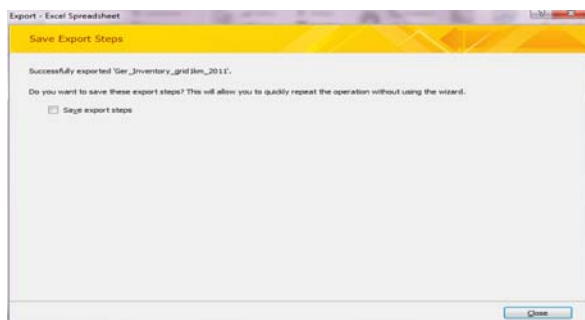 Export - Excel Spreadsheet
Save Export Steps
Successfully exported 'Ger_Inventory_grid1km_2011'.
Do you want to save these export steps? This will allow you to quickly repeat the operation without using the wizard.
Save export steps
Close